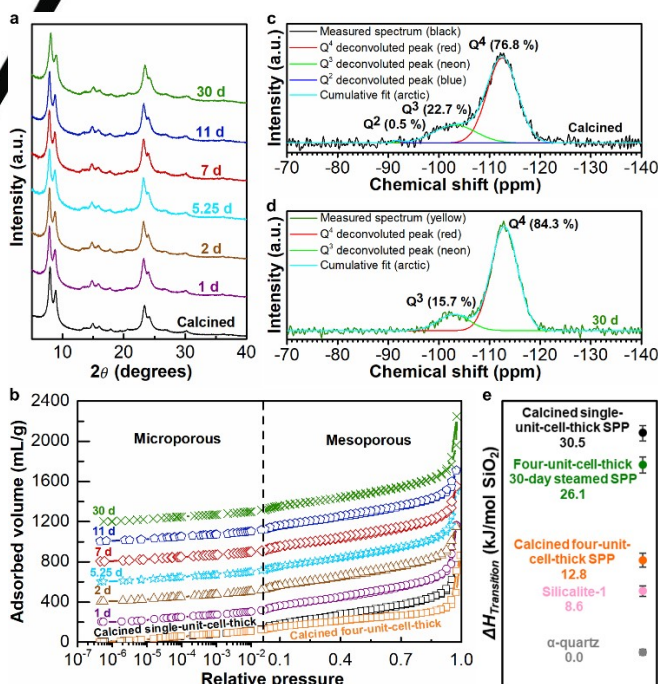 a
Intensity (a.u.)
30 d
11 d
7 d
5.25 d
2 d
1 d
Calcined
10 20 30 40
2θ (degrees)
c
Measured spectrum (black)
Q4 deconvoluted peak (red)
Q3 deconvoluted peak (neon)
Q2 deconvoluted peak (blue)
Cumulative fit (arctic)
Q4
(76.8 %)
Q3
(22.7 %)
Q2 (0.5 %)
Calcined
Intensity (a.u.)
-70 -80 -90 -100 -110 -120 -130 -140
Chemical shift (ppm)
d
Measured spectrum (yellow)
Q4 deconvoluted peak (red)
Q3 deconvoluted peak (neon)
Cumulative fit (arctic)
Q4 (84.3 %)
Q3 (15.7 %)
30 d
Intensity (a.u.)
-70 -80 -90 -100 -110 -120 -130 -140
Chemical shift (ppm)
b
Adsorbed volume (mL/g)
2400
2000
1600
1200
800
400
0
Microporous
Mesoporous
30 d
11 d
7 d
5.25 d
2 d
1 d
Calcined single-unit-cell-thick
Calcined four-unit-cell-thick
10-7 10-6 10-5 10-4 10-3 10-2 0.1 0.4 0.7 1.0
Relative pressure
e
ΔHTransition (kJ/mol SiO2)
Calcined single-
unit-cell-thick SPP
30.5
Four-unit-cell-thick
30-day steamed SPP
26.1
Calcined four-unit-
cell-thick SPP
12.8
Silicalite-1
8.6
α-quartz
0.0